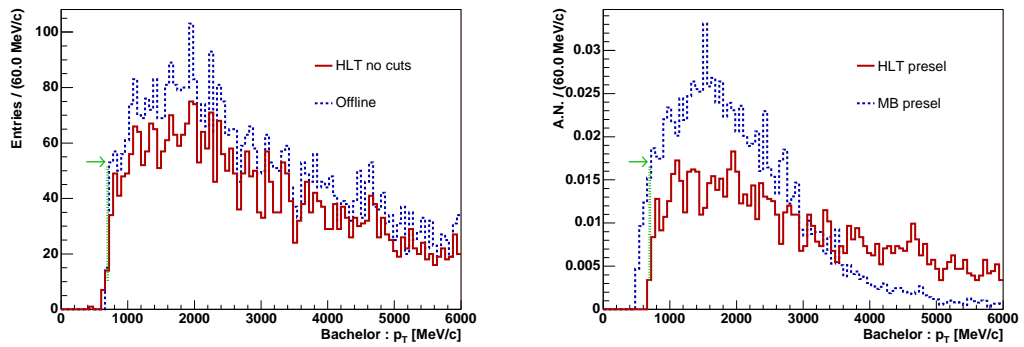 Entries / (60.0 MeV/c)
100
80
60
40
20
0
HLT no cuts
Offline
0 1000 2000 3000 4000 5000 6000
Bachelor : pT [MeV/c]
A.N. / (60.0 MeV/c)
0.03
0.025
0.02
0.015
0.01
0.005
0
HLT presel
MB presel
0 1000 2000 3000 4000 5000 6000
Bachelor : pT [MeV/c]